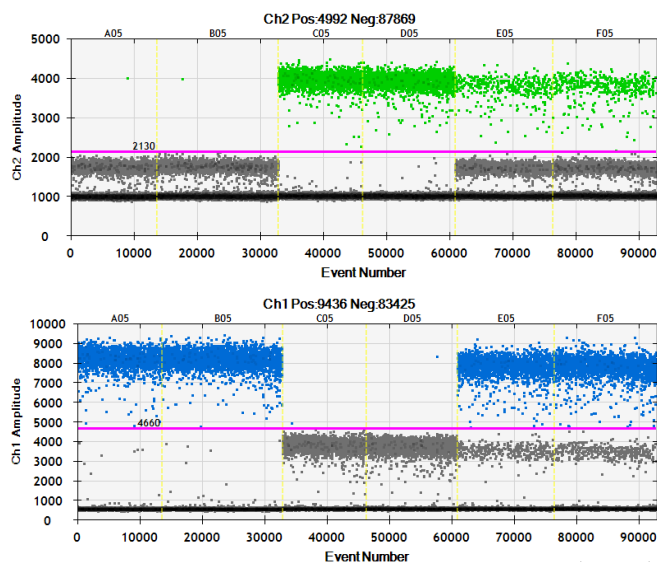 Ch2 Pos:4992 Neg:87869
A05 B05 C05 D05 E05 F05
5000
4000
3000
2130
2000
1000
0
Ch2 Amplitude
0 10000 20000 30000 40000 50000 60000 70000 80000 90000
Event Number
Ch1 Pos:9436 Neg:83425
A05 B05 C05 D05 E05 F05
10000
9000
8000
7000
6000
5000
4660
4000
3000
2000
1000
0
Ch1 Amplitude
0 10000 20000 30000 40000 50000 60000 70000 80000 90000
Event Number